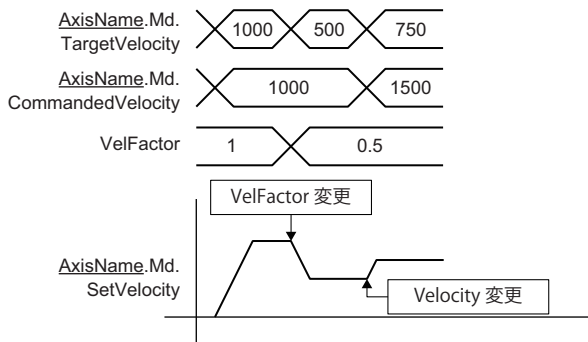 AxisName.Md.
TargetVelocity
1000 500 750
AxisName.Md.
CommandedVelocity
1000 1500
VelFactor
1 0.5
VelFactor 変更
AxisName.Md.
SetVelocity
Velocity 変更